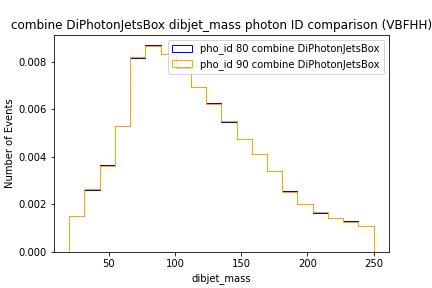 combine DiPhotonJetsBox dibjet_mass photon ID comparison (VBFHH)
pho_id 80 combine DiPhotonJetsBox
pho_id 90 combine DiPhotonJetsBox
Number of Events
0.008
0.006
0.004
0.002
0.000
50
100
150
200
250
dibjet_mass